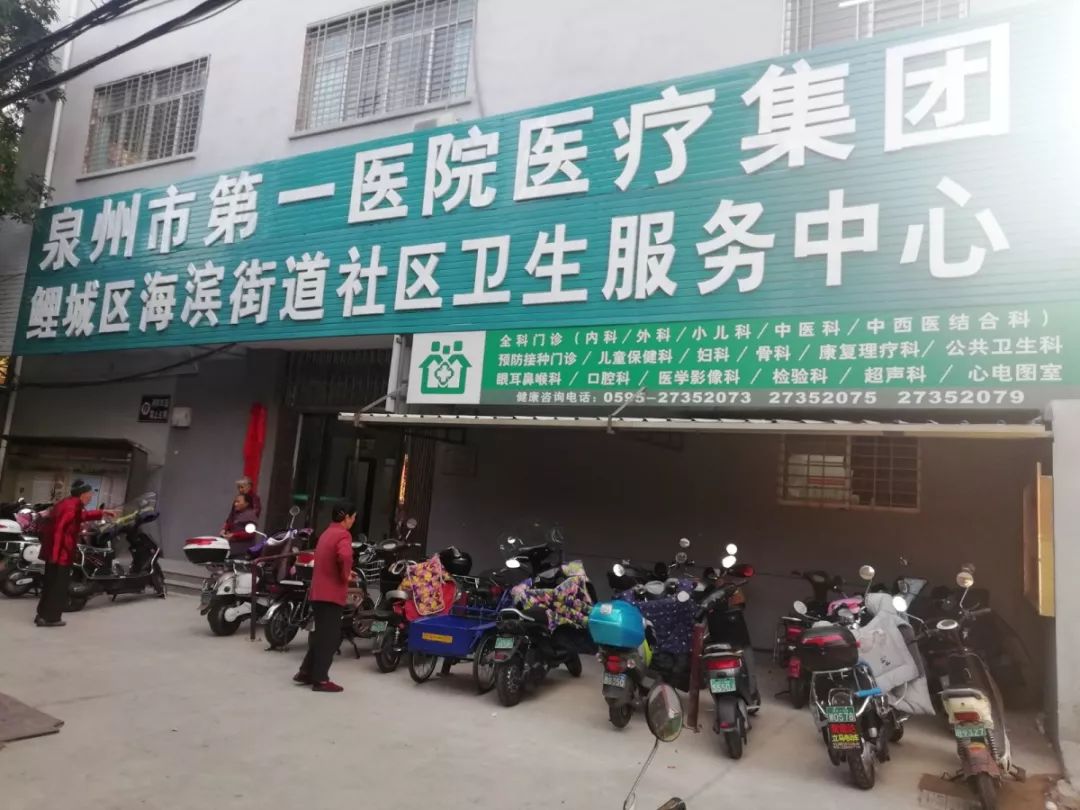 泉州市第一医院医疗集团
鲤城区海滨街道社区卫生服务中心
全科门诊(内科/外科/小儿科/中医科/中西医结合科)
预防接种门诊/儿童保健科/妇科/骨科/康复理疗科/公共卫生科
眼耳鼻喉科/口腔科/医学影像科/检验科/超声科/心电图室
健康咨询电话:0595-27352073 27352075 27352079